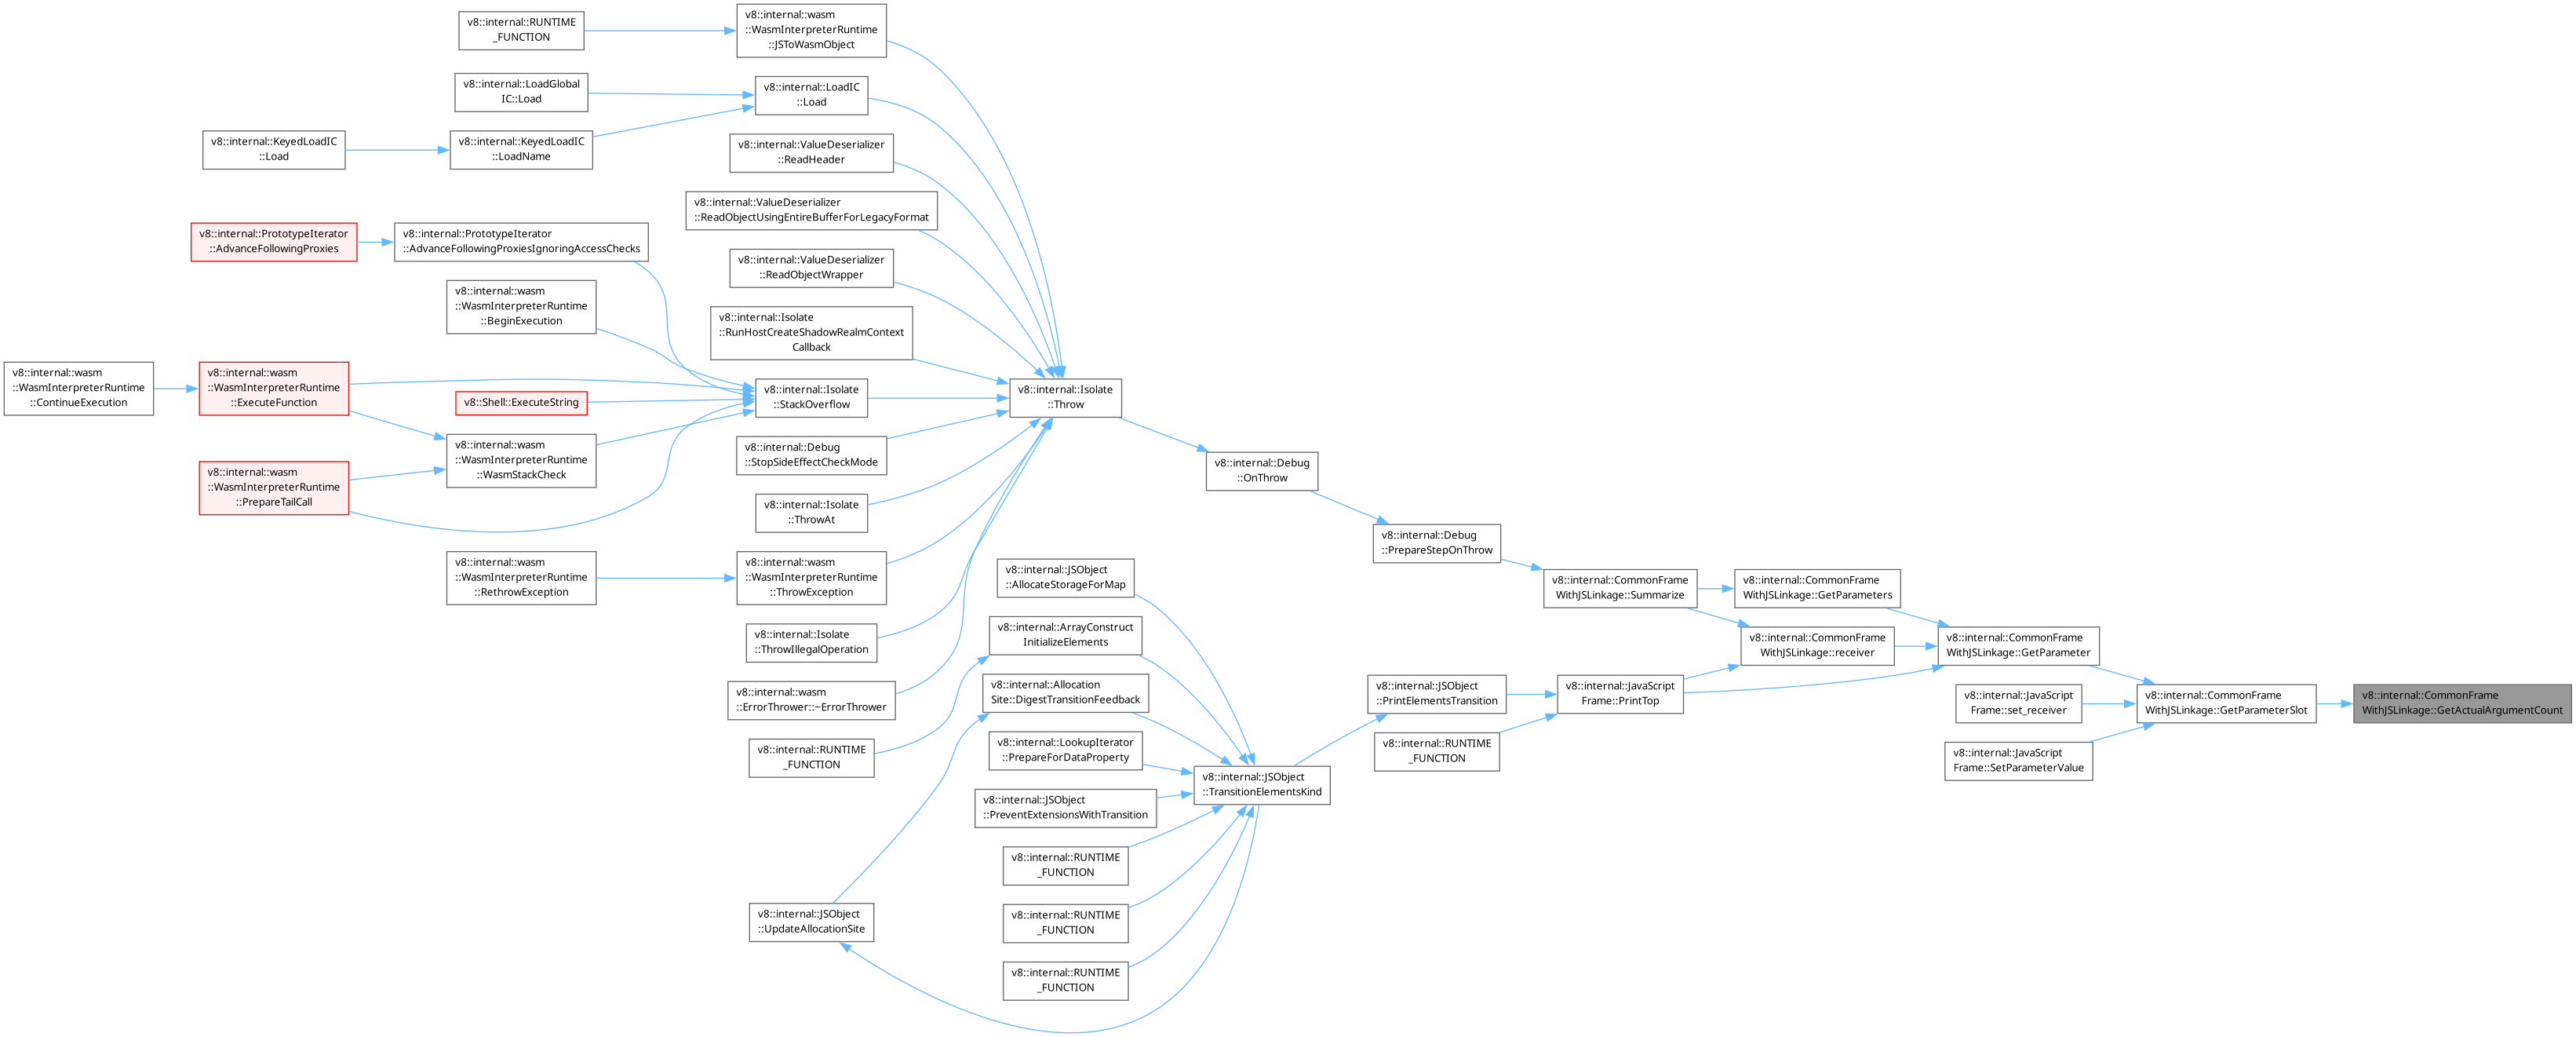 v8::internal::RUNTIME
_FUNCTION
v8::internal::wasm
::WasmInterpreterRuntime
::JSToWasmObject
v8::internal::LoadGlobal
IC::Load
v8::internal::LoadIC
::Load
v8::internal::KeyedLoadIC
::Load
v8::internal::KeyedLoadIC
::LoadName
v8::internal::ValueDeserializer
::ReadHeader
v8::internal::ValueDeserializer
::ReadObjectUsingEntireBufferForLegacyFormat
v8::internal::PrototypeIterator
::AdvanceFollowingProxies
v8::internal::PrototypeIterator
::AdvanceFollowingProxiesIgnoringAccessChecks
v8::internal::ValueDeserializer
::ReadObjectWrapper
v8::internal::wasm
::WasmInterpreterRuntime
::BeginExecution
v8::internal::Isolate
::RunHostCreateShadowRealmContext
Callback
v8::internal::wasm
::WasmInterpreterRuntime
::ContinueExecution
v8::internal::wasm
::WasmInterpreterRuntime
::ExecuteFunction
v8::Shell::ExecuteString
v8::internal::Isolate
::StackOverflow
v8::internal::Isolate
::Throw
v8::internal::wasm
::WasmInterpreterRuntime
::WasmStackCheck
v8::internal::Debug
::StopSideEffectCheckMode
v8::internal::Debug
::OnThrow
v8::internal::wasm
::WasmInterpreterRuntime
::PrepareTailCall
v8::internal::Isolate
::ThrowAt
v8::internal::Debug
::PrepareStepOnThrow
v8::internal::wasm
::WasmInterpreterRuntime
::RethrowException
v8::internal::wasm
::WasmInterpreterRuntime
::ThrowException
v8::internal::JSObject
::AllocateStorageForMap
v8::internal::CommonFrame
WithJSLinkage::Summarize
v8::internal::CommonFrame
WithJSLinkage::GetParameters
v8::internal::Isolate
::ThrowIllegalOperation
v8::internal::ArrayConstruct
InitializeElements
v8::internal::CommonFrame
WithJSLinkage::receiver
v8::internal::CommonFrame
WithJSLinkage::GetParameter
v8::internal::wasm
::ErrorThrower::~ErrorThrower
v8::internal::Allocation
Site::DigestTransitionFeedback
v8::internal::JSObject
::PrintElementsTransition
v8::internal::JavaScript
Frame::PrintTop
v8::internal::JavaScript
Frame::set_receiver
v8::internal::CommonFrame
WithJSLinkage::GetParameterSlot
v8::internal::CommonFrame
WithJSLinkage::GetActualArgumentCount
v8::internal::RUNTIME
_FUNCTION
v8::internal::LookupIterator
::PrepareForDataProperty
v8::internal::RUNTIME
_FUNCTION
v8::internal::JavaScript
Frame::SetParameterValue
v8::internal::JSObject
::TransitionElementsKind
v8::internal::JSObject
::PreventExtensionsWithTransition
v8::internal::RUNTIME
_FUNCTION
v8::internal::JSObject
::UpdateAllocationSite
v8::internal::RUNTIME
_FUNCTION
v8::internal::RUNTIME
_FUNCTION